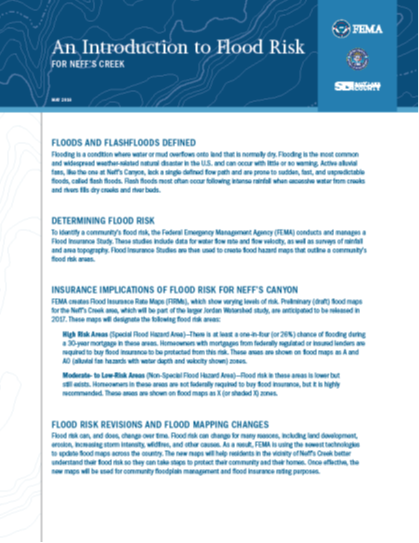 An Introduction to Flood Risk
FOR NEFF'S CREEK
MAY 2016
FEMA
SALT LAKE
COUNTY
FLOODS AND FLASHFLOODS DEFINED
Flooding is a condition where water or mud overflows onto land that is normally dry. Flooding is the most common
and widespread weather-related natural disaster in the U.S. and can occur with little or no warning. Active alluvial
fans, like the one at Neff's Canyon, lack a single defined flow path and are prone to sudden, fast, and unpredictable
floods, called flash floods. Flash floods most often occur following intense rainfall when excessive water from creeks
and rivers fills dry creeks and river beds.
DETERMINING FLOOD RISK
To identify a community's flood risk, the Federal Emergency Management Agency (FEMA) conducts and manages a
Flood Insurance Study. These studies include data for water flow rate and flow velocity, as well as surveys of rainfall
and area topography. Flood Insurance Studies are then used to create flood hazard maps that outline a community's
flood risk areas.
INSURANCE IMPLICATIONS OF FLOOD RISK FOR NEFF'S CANYON
FEMA creates Flood Insurance Rate Maps (FIRMs), which show varying levels of risk. Preliminary (draft) flood maps
for the Neff's Creek area, which will be part of the larger Jordan Watershed study, are anticipated to be released in
2017. These maps will designate the following flood risk areas:
High Risk Areas (Special Flood Hazard Area)—There is at least a one-in-four (or 26%) chance of flooding during
a 30-year mortgage in these areas. Homeowners with mortgages from federally regulated or insured lenders are
required to buy flood insurance to be protected from this risk. These areas are shown on flood maps as A and
AO (alluvial fan hazards with water depth and velocity shown) zones.
Moderate- to Low-Risk Areas (Non-Special Flood Hazard Area)—Flood risk in these areas is lower but
still exists. Homeowners in these areas are not federally required to buy flood insurance, but it is highly
recommended. These areas are shown on flood maps as X (or shaded X) zones.
FLOOD RISK REVISIONS AND FLOOD MAPPING CHANGES
Flood risk can, and does, change over time. Flood risk can change for many reasons, including land development,
erosion, increasing storm intensity, wildfires, and other causes. As a result, FEMA is using the newest technologies
to update flood maps across the country. The new maps will help residents in the vicinity of Neff's Creek better
understand their flood risk so they can take steps to protect their community and their homes. Once effective, the
new maps will be used for community floodplain management and flood insurance rating purposes.